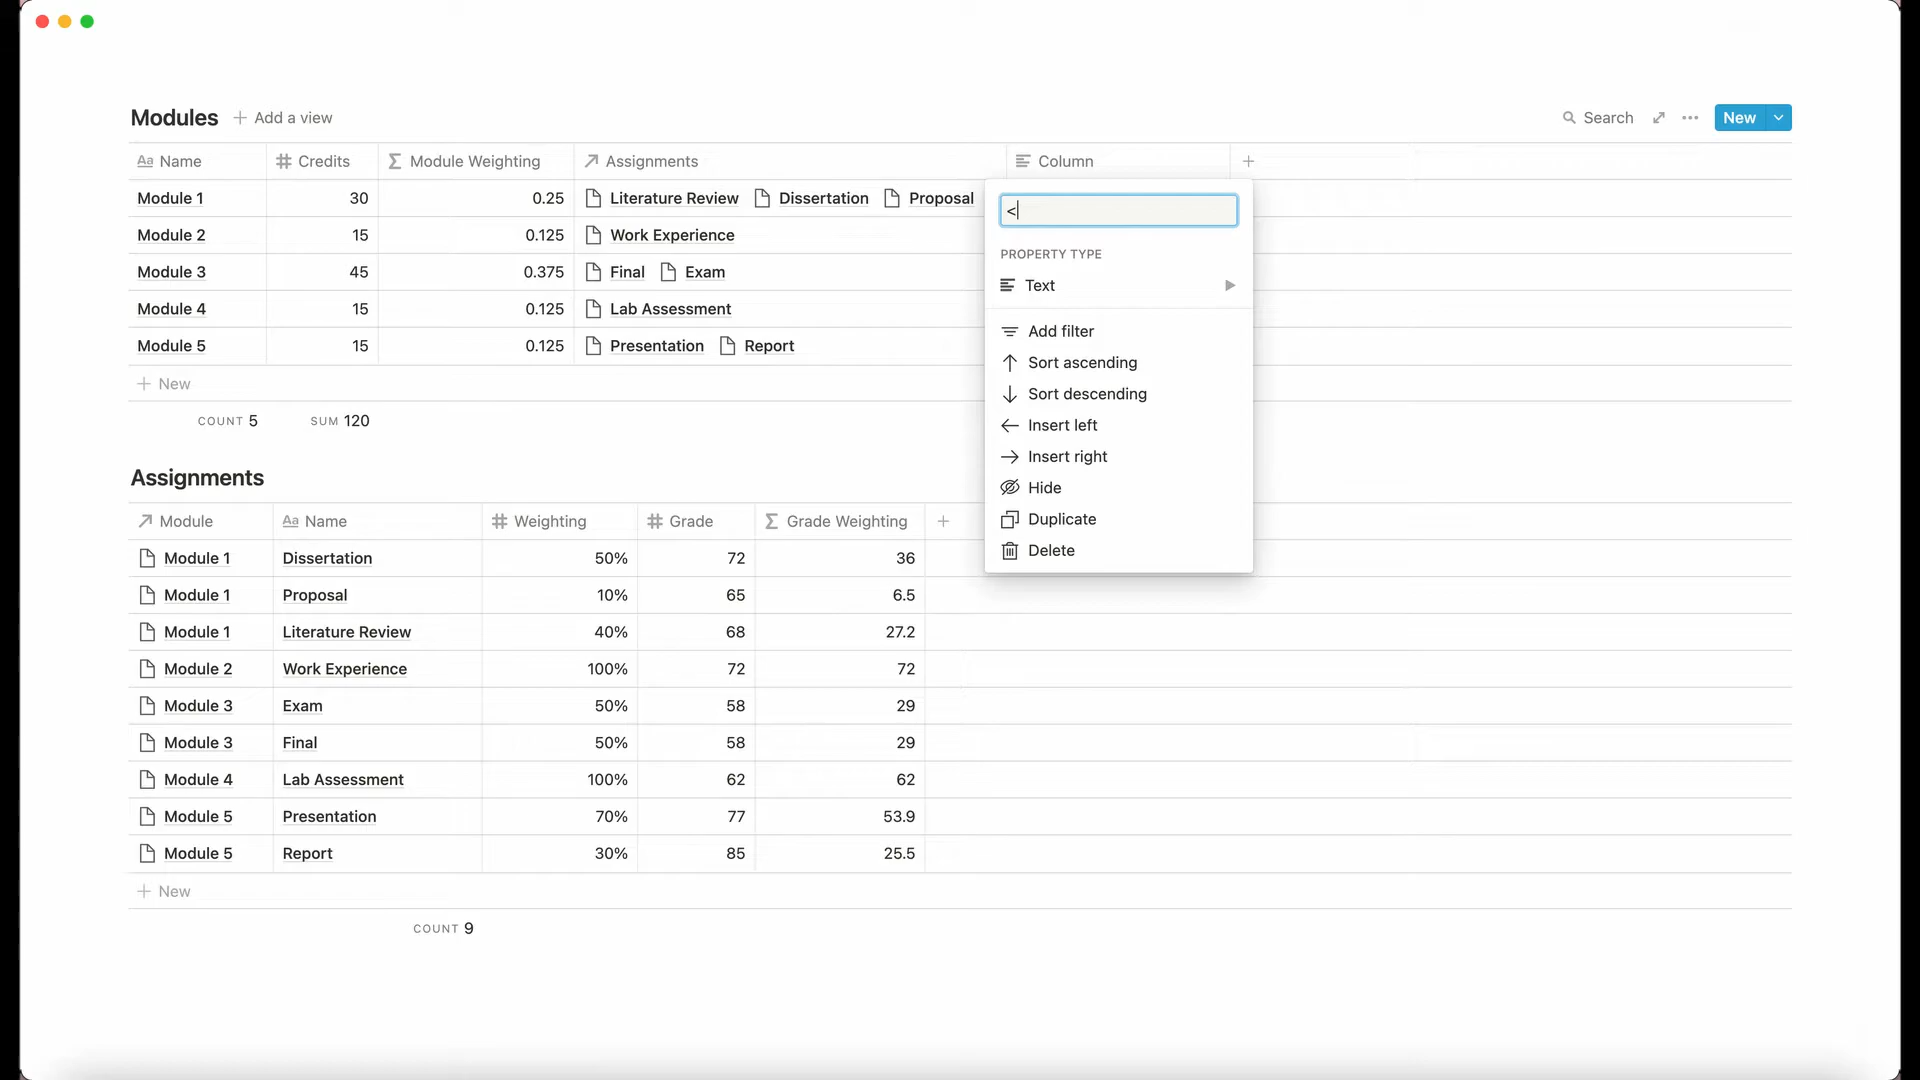 Modules + Add a view Search ••• New
Aa Name # Credits Σ Module Weighting Assignments Column +
Module 1 30 0.25 Literature Review Dissertation Proposal
Module 2 15 0.125 Work Experience
Module 3 45 0.375 Final Exam
Module 4 15 0.125 Lab Assessment
Module 5 15 0.125 Presentation Report
+ New
COUNT 5 SUM 120
<
PROPERTY TYPE
Text
Add filter
Sort ascending
Sort descending
Insert left
Insert right
Hide
Duplicate
Delete
Assignments
Module Aa Name # Weighting # Grade Σ Grade Weighting +
Module 1 Dissertation 50% 72 36
Module 1 Proposal 10% 65 6.5
Module 1 Literature Review 40% 68 27.2
Module 2 Work Experience 100% 72 72
Module 3 Exam 50% 58 29
Module 3 Final 50% 58 29
Module 4 Lab Assessment 100% 62 62
Module 5 Presentation 70% 77 53.9
Module 5 Report 30% 85 25.5
+ New
COUNT 9